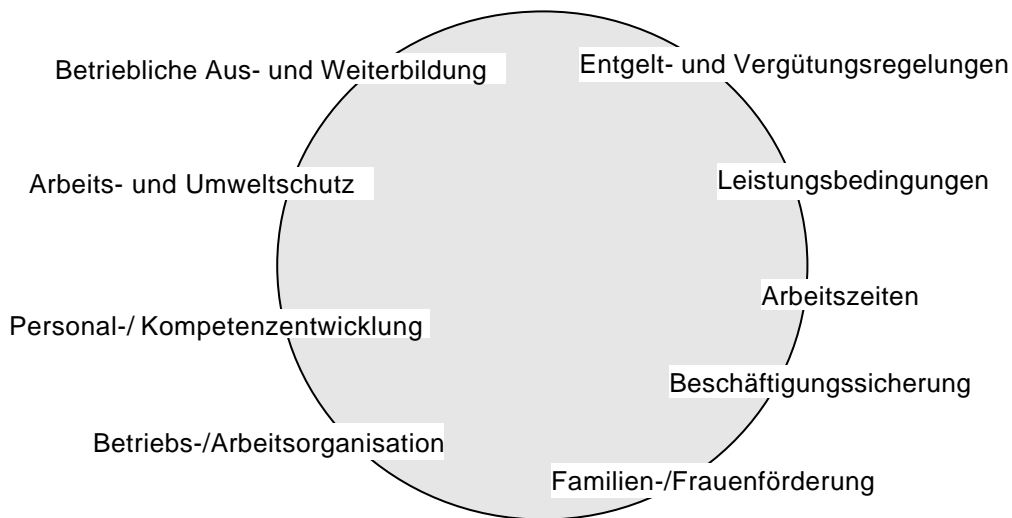 Betriebliche Aus- und Weiterbildung
Entgelt- und Vergütungsregelungen
Arbeits- und Umweltschutz
Leistungsbedingungen
Arbeitszeiten
Personal-/ Kompetenzentwicklung
Beschäftigungssicherung
Betriebs-/Arbeitsorganisation
Familien-/Frauenförderung